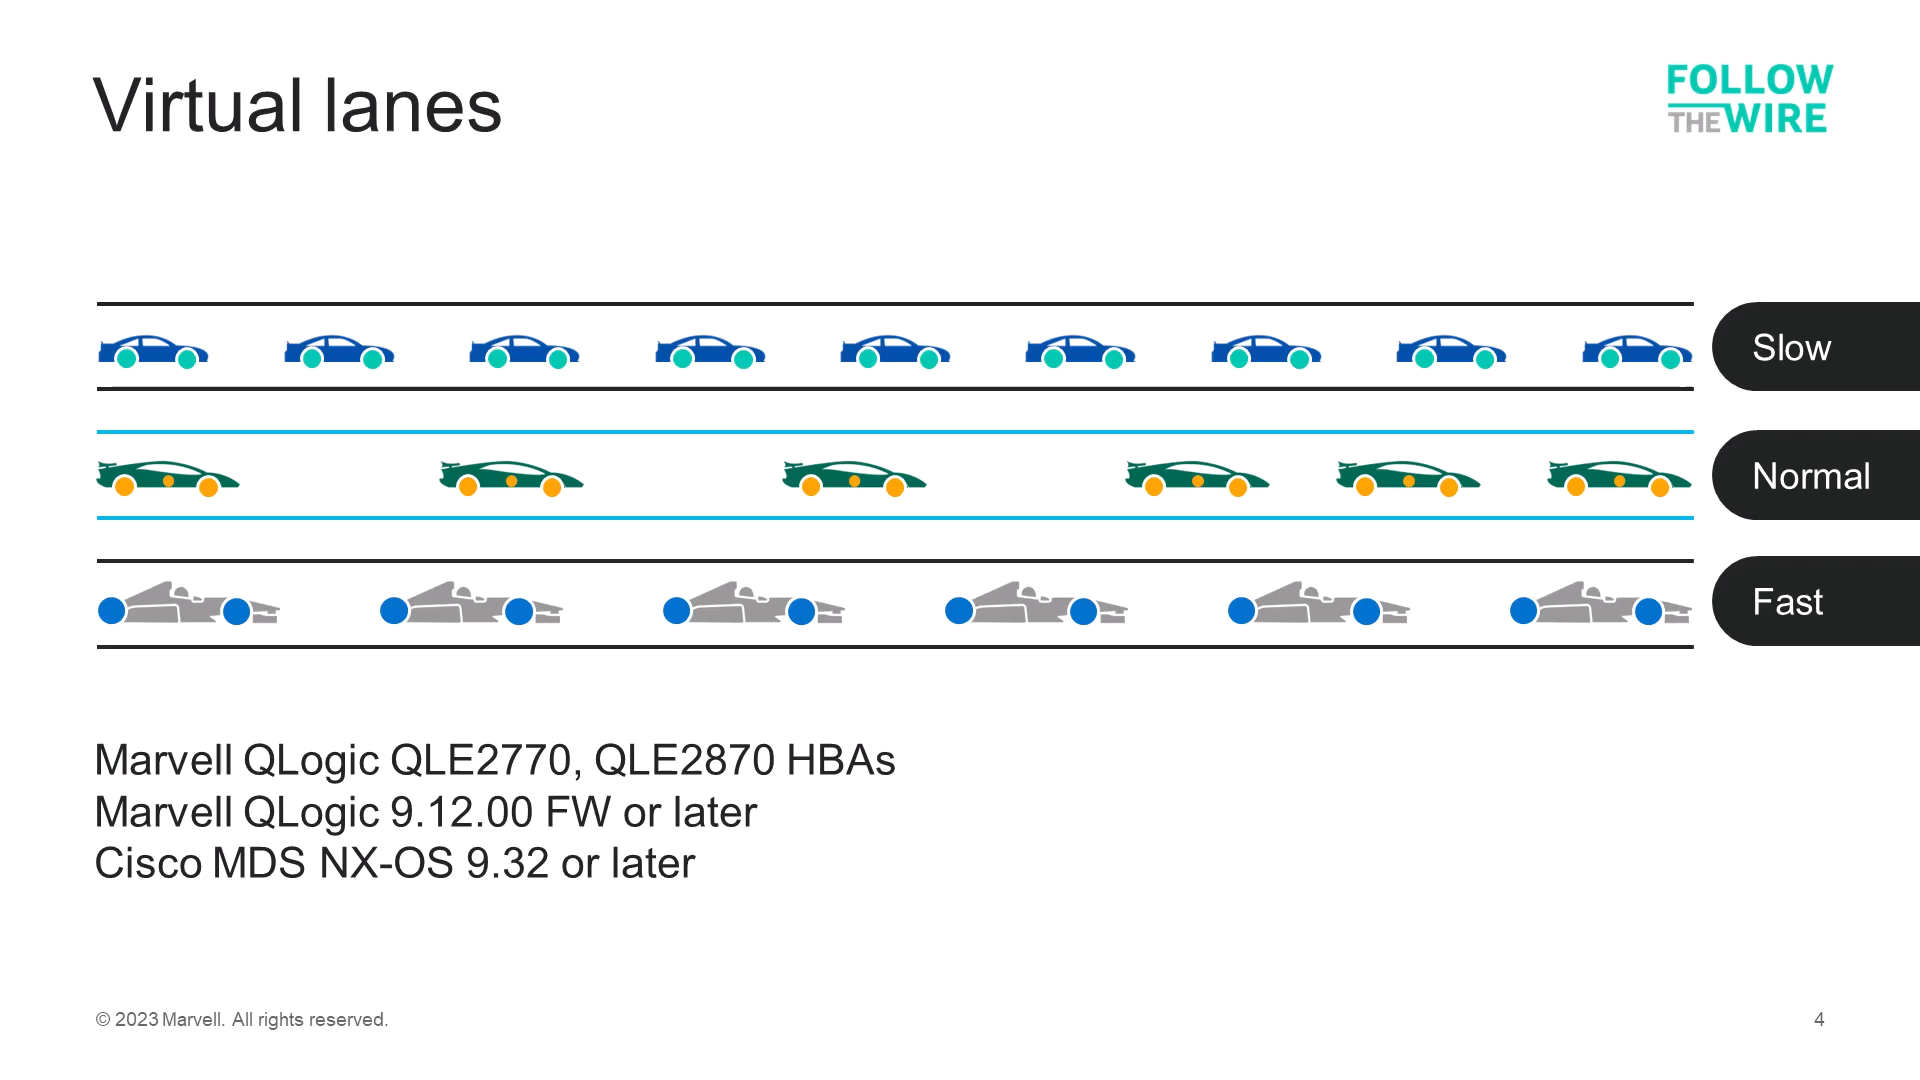 Virtual lanes
FOLLOW
THE WIRE
Slow
Normal
Fast
Marvell QLogic QLE2770, QLE2870 HBAs
Marvell QLogic 9.12.00 FW or later
Cisco MDS NX-OS 9.32 or later
© 2023 Marvell. All rights reserved.
4